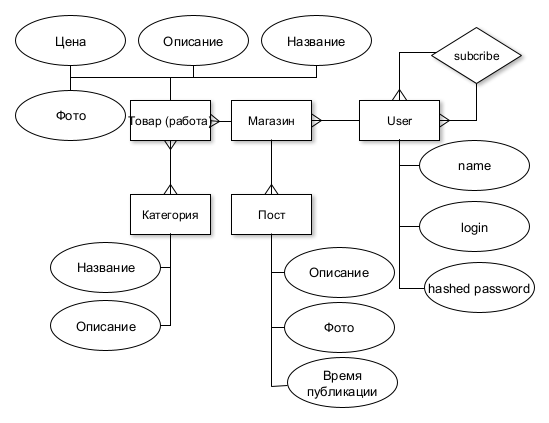 Цена
Описание
Название
subcribe
Фото
Товар (работа)
Магазин
User
name
Категория
Пост
login
Название
Описание
hashed password
Описание
Фото
Время
публикации